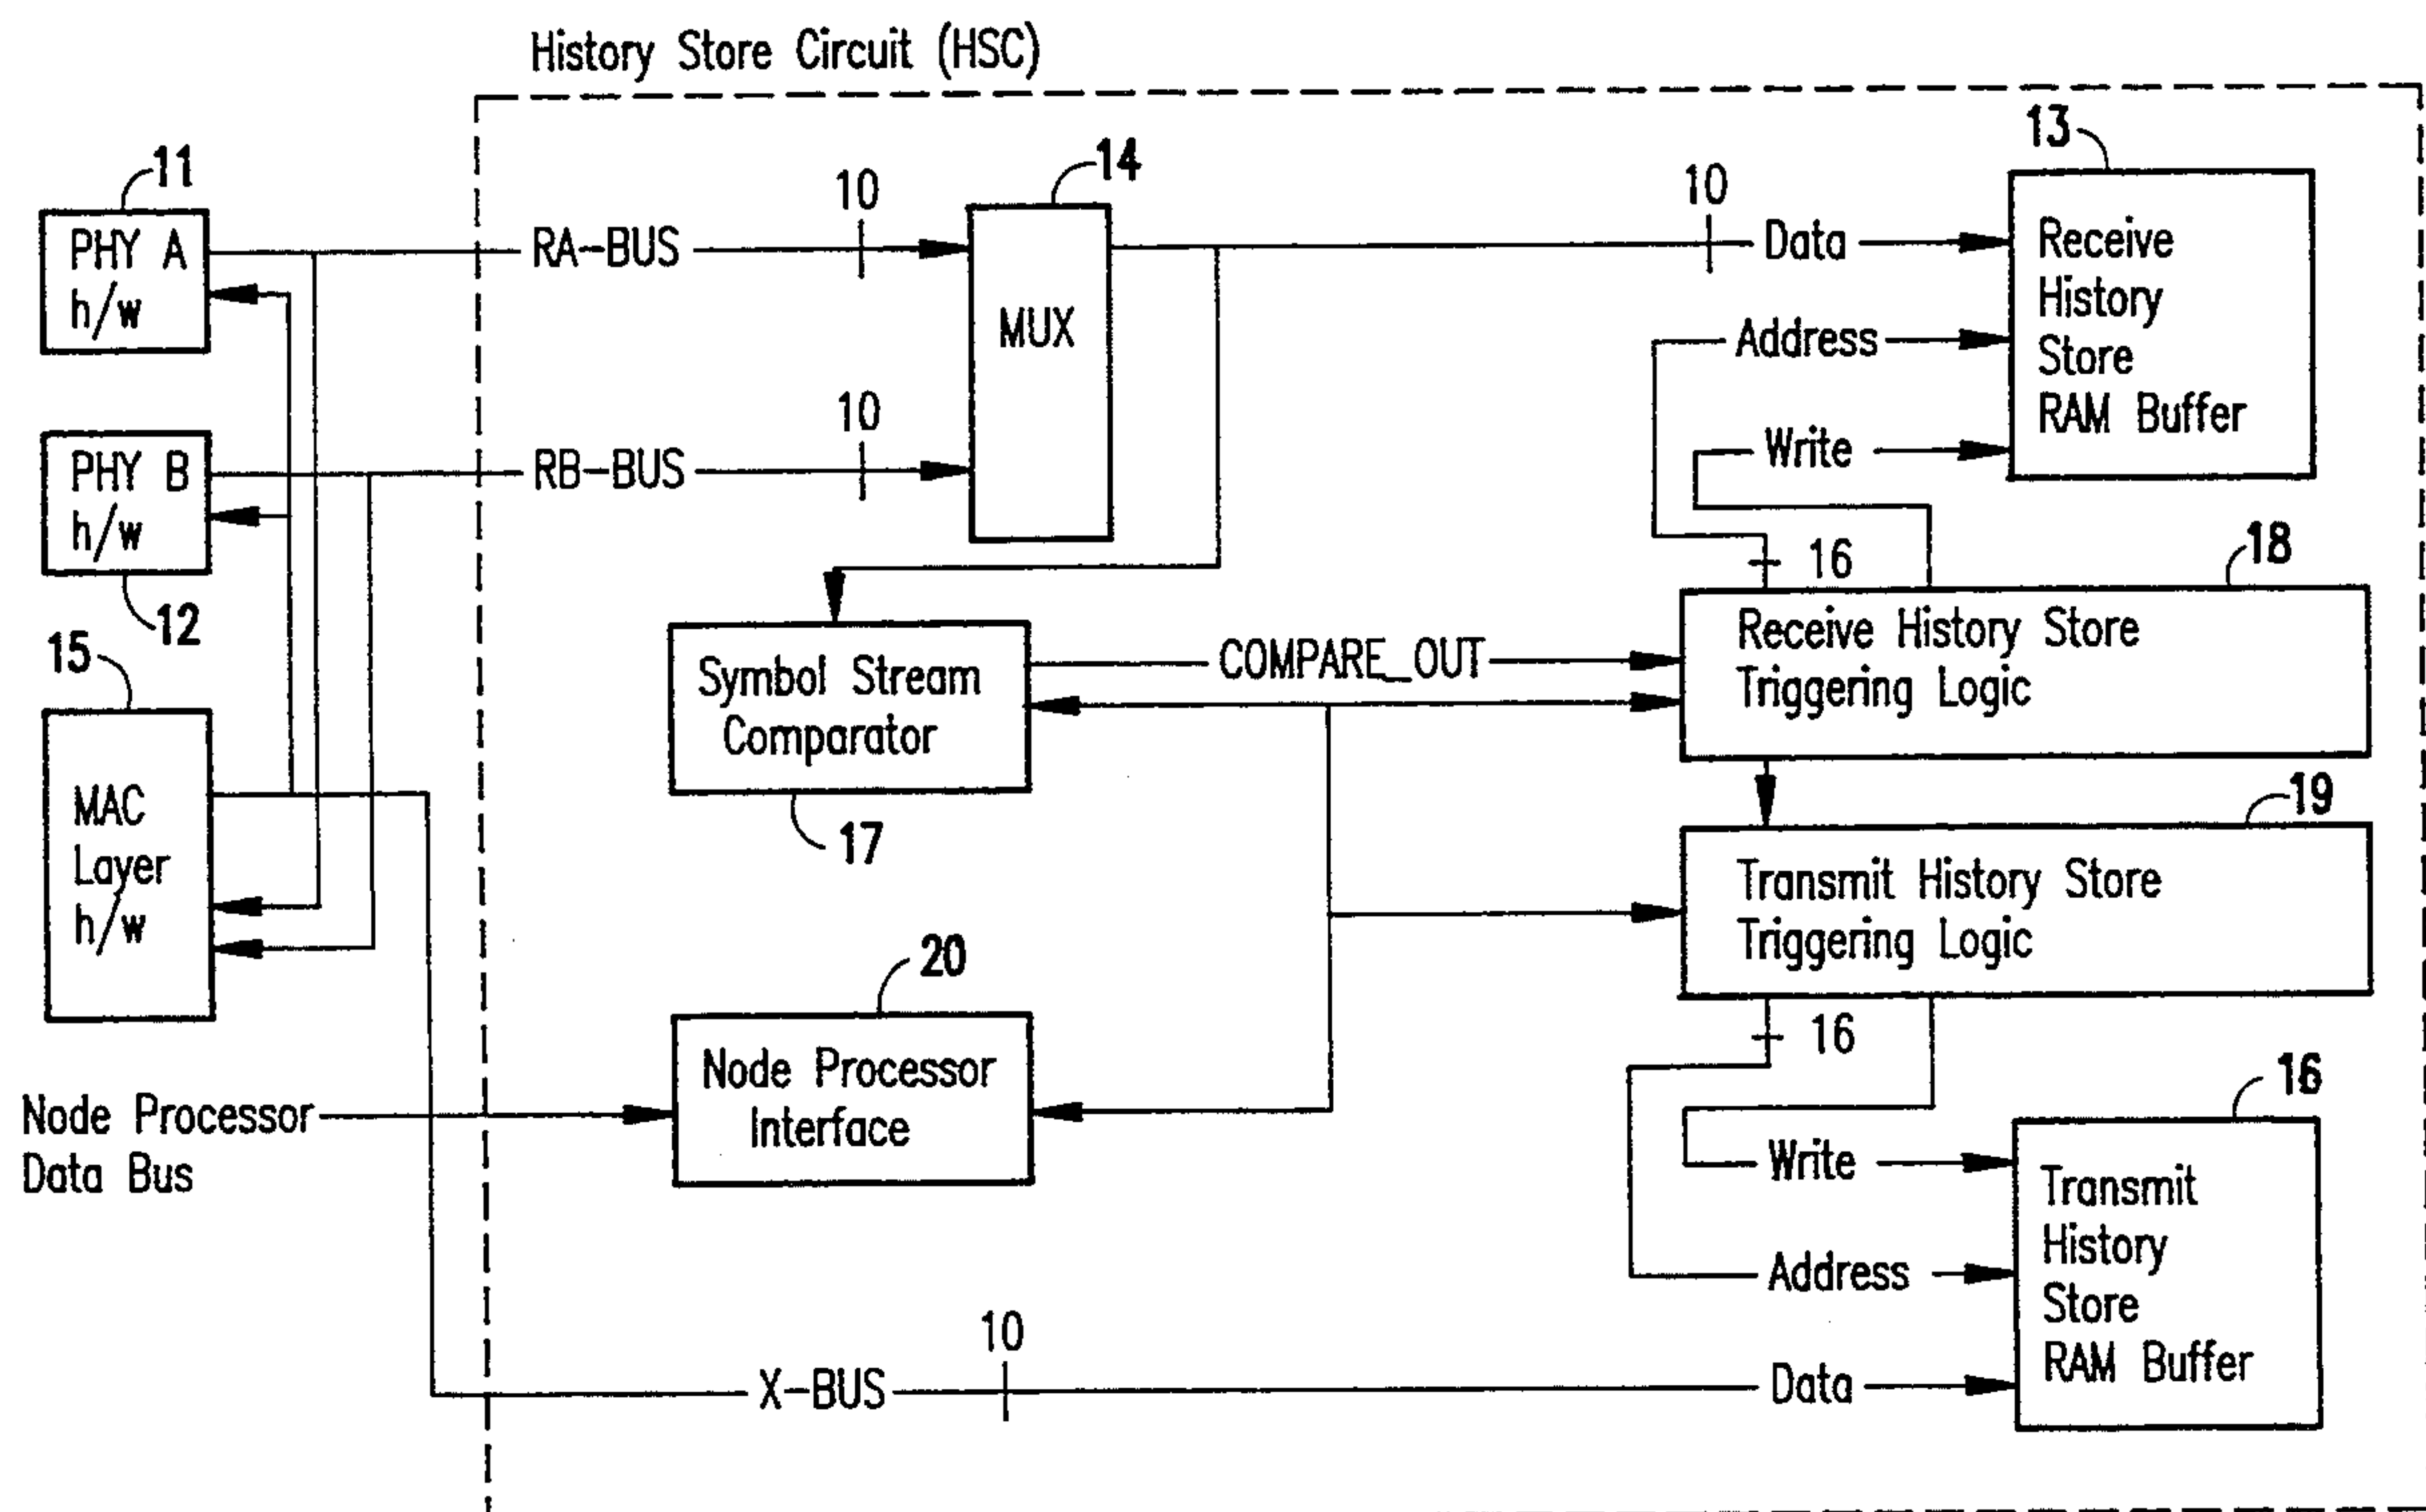 History Store Circuit (HSC)
11
PHY A
h/w
RA-BUS
10
14
MUX
10
Data
13
Receive
History
Store
RAM Buffer
Address
Write
PHY B
h/w
12
RB-BUS
10
16
18
Receive History Store
Triggering Logic
15
MAC
Layer
h/w
Symbol Stream
Comparator
17
COMPARE_OUT
19
Transmit History Store
Triggering Logic
20
Node Processor
Interface
Node Processor
Data Bus
16
16
Write
Address
Data
Transmit
History
Store
RAM Buffer
X-BUS
10